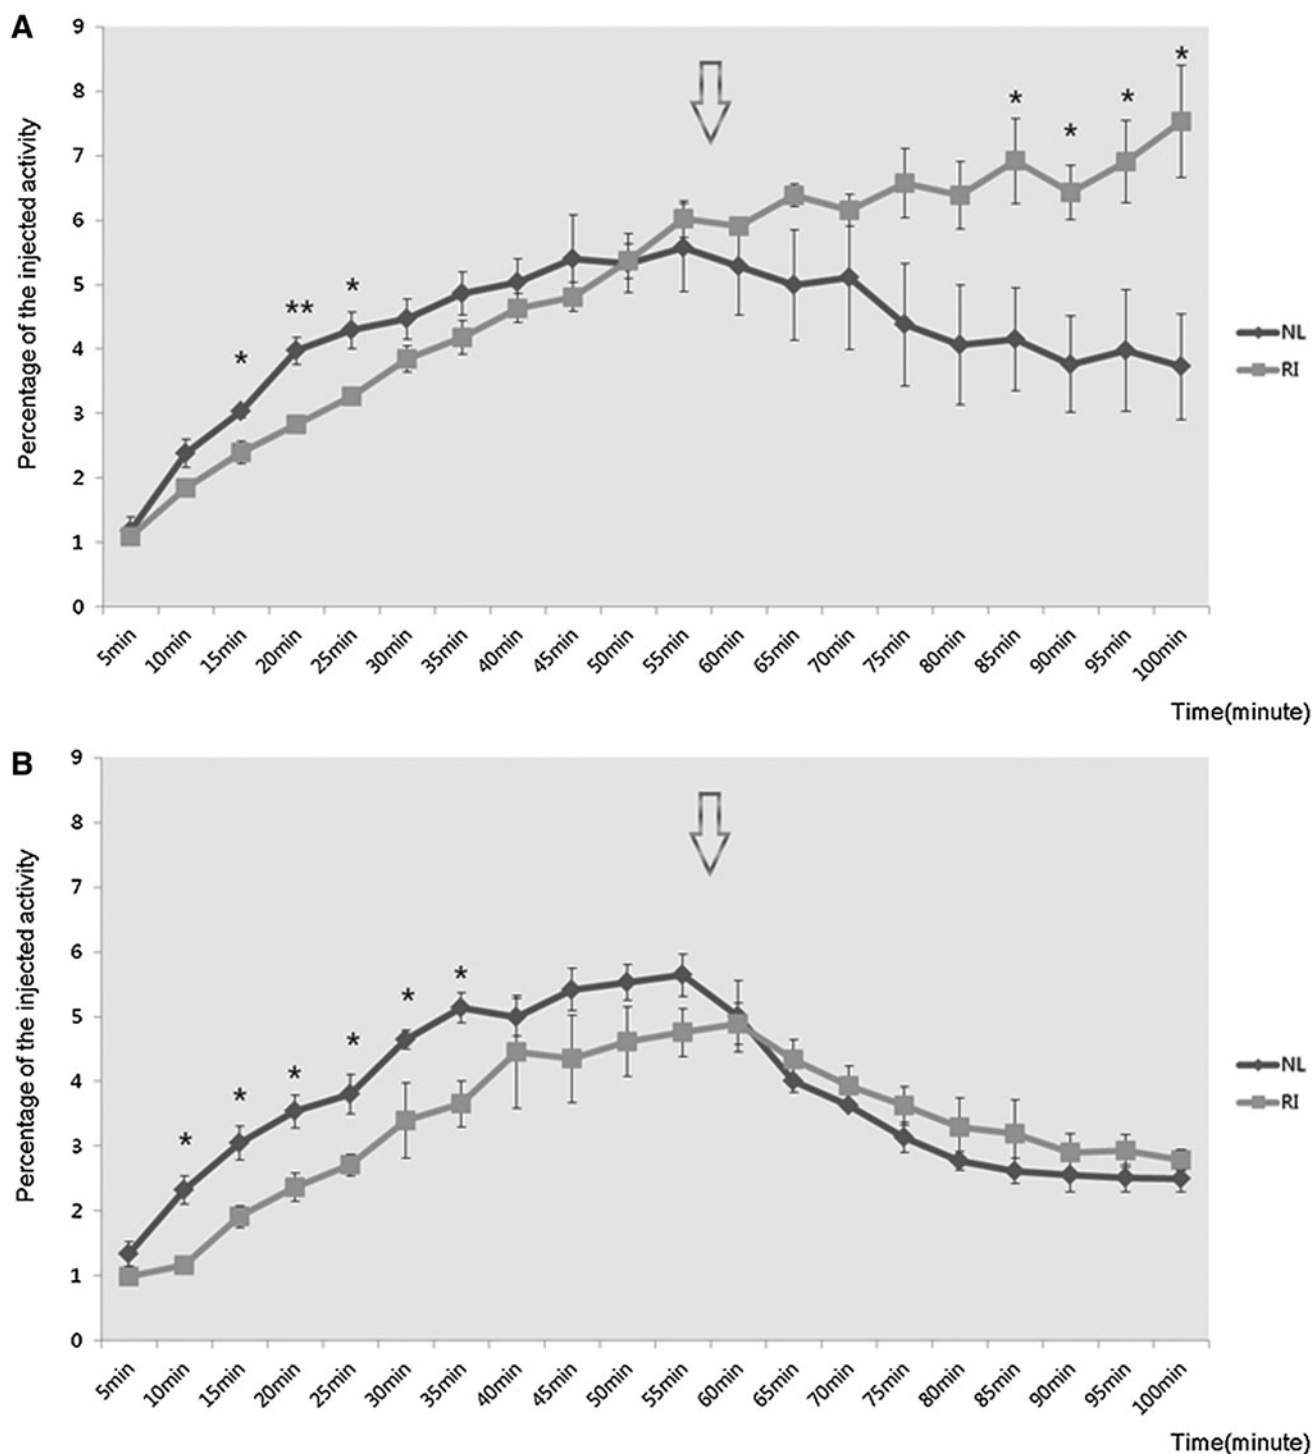 A
Percentage of the injected activity
9
8
7
6
5
4
3
2
1
0
*
**
*
*
*
*
*
5min 10min 15min 20min 25min 30min 35min 40min 45min 50min 55min 60min 65min 70min 75min 80min 85min 90min 95min 100min
Time(minute)
NL
RI
B
Percentage of the injected activity
9
8
7
6
5
4
3
2
1
0
*
*
*
*
*
*
5min 10min 15min 20min 25min 30min 35min 40min 45min 50min 55min 60min 65min 70min 75min 80min 85min 90min 95min 100min
Time(minute)
NL
RI